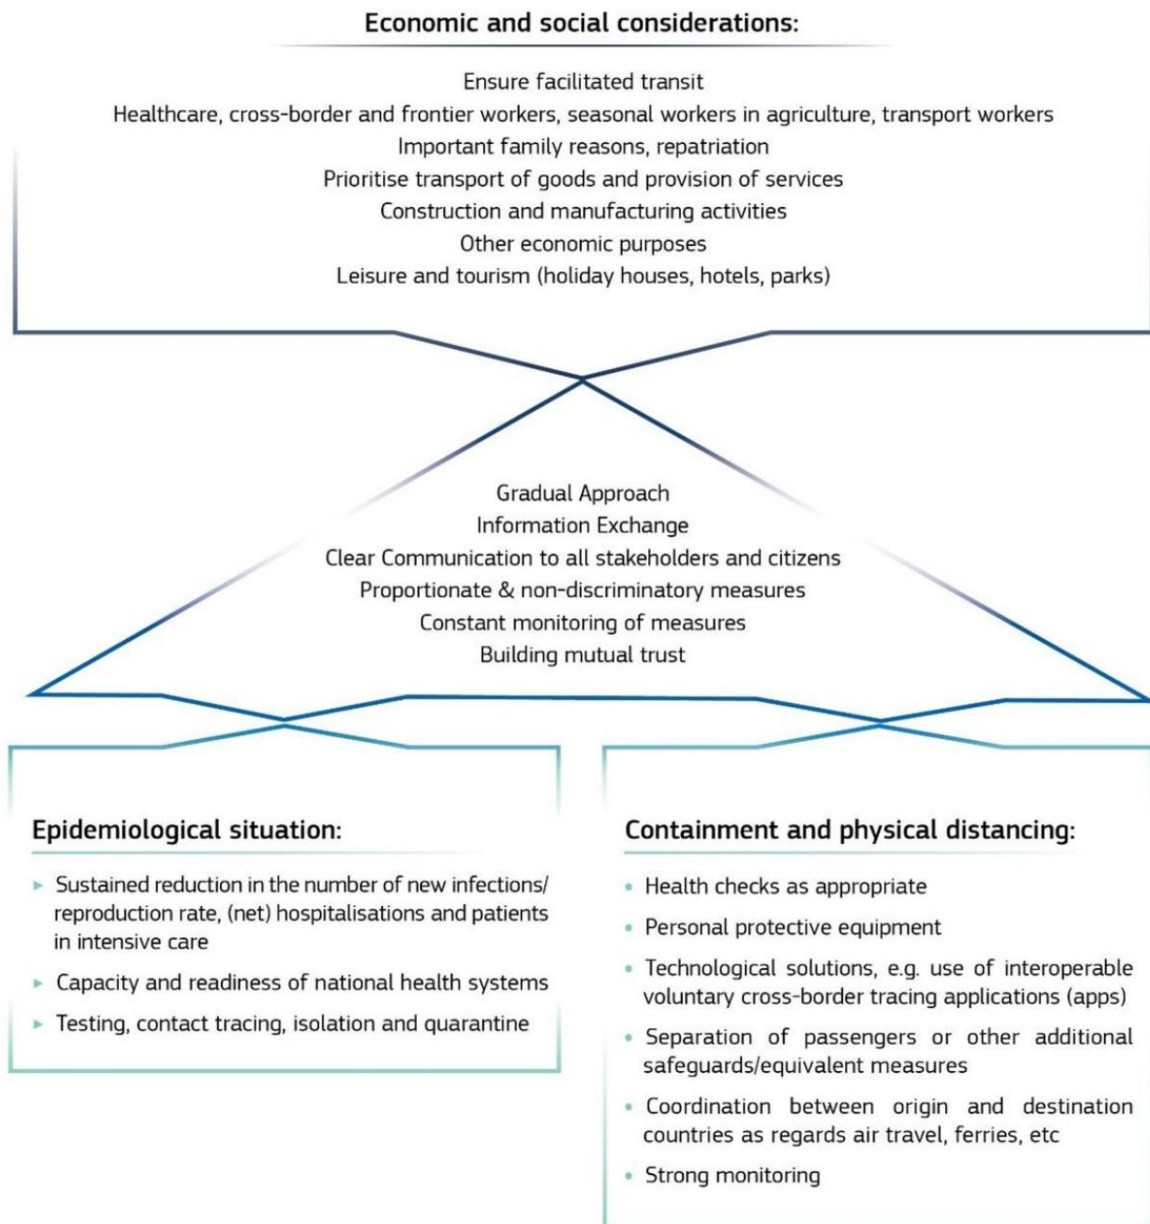 Economic and social considerations:
Ensure facilitated transit
Healthcare, cross-border and frontier workers, seasonal workers in agriculture, transport workers
Important family reasons, repatriation
Prioritise transport of goods and provision of services
Construction and manufacturing activities
Other economic purposes
Leisure and tourism (holiday houses, hotels, parks)
Gradual Approach
Information Exchange
Clear Communication to all stakeholders and citizens
Proportionate & non-discriminatory measures
Constant monitoring of measures
Building mutual trust
Epidemiological situation:
▸ Sustained reduction in the number of new infections/
reproduction rate, (net) hospitalisations and patients
in intensive care
▸ Capacity and readiness of national health systems
▸ Testing, contact tracing, isolation and quarantine
Containment and physical distancing:
• Health checks as appropriate
• Personal protective equipment
• Technological solutions, e.g. use of interoperable
voluntary cross-border tracing applications (apps)
• Separation of passengers or other additional
safeguards/equivalent measures
• Coordination between origin and destination
countries as regards air travel, ferries, etc
• Strong monitoring